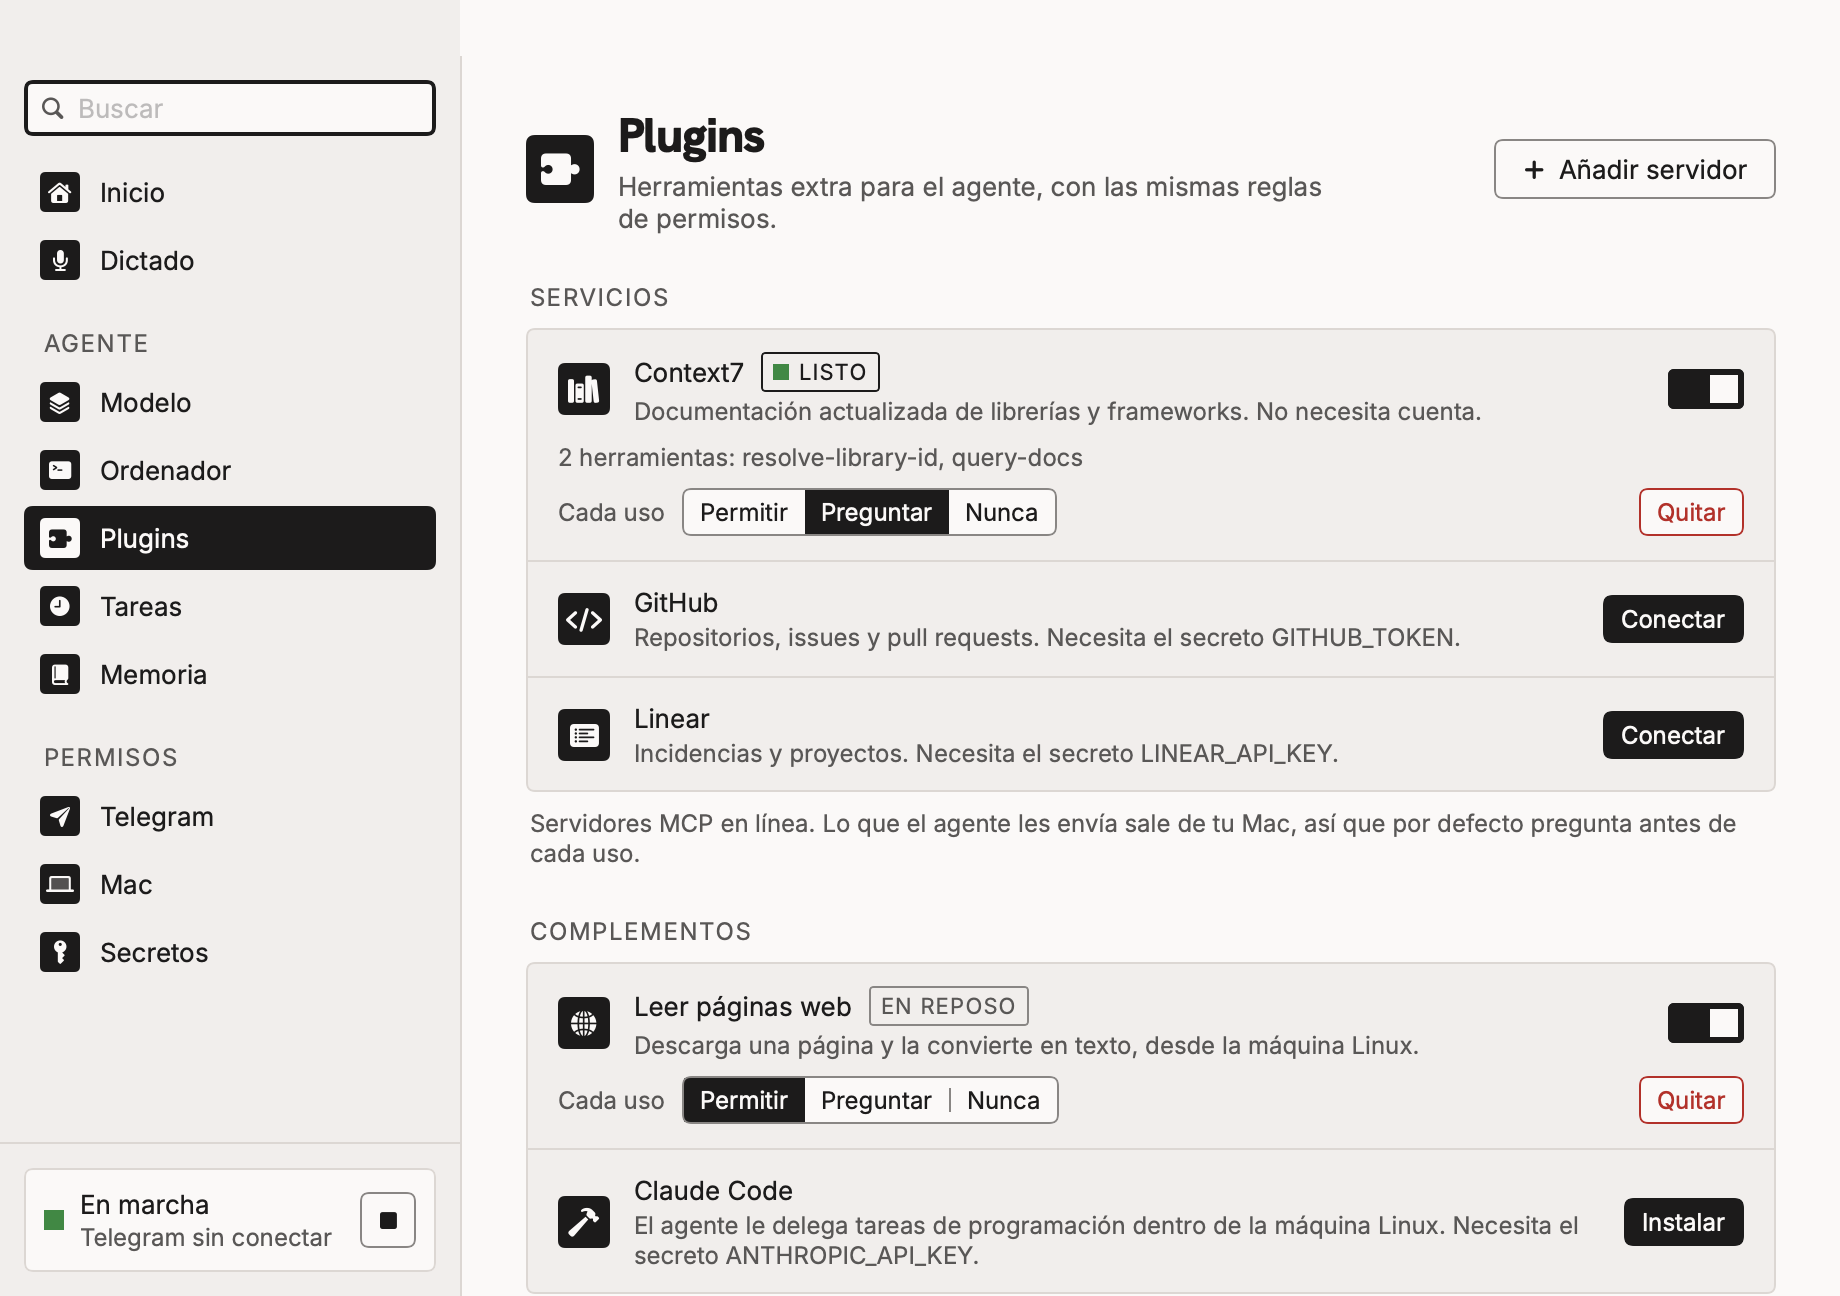 Buscar
Inicio
Dictado
AGENTE
Modelo
Ordenador
Plugins
Tareas
Memoria
PERMISOS
Telegram
Mac
Secretos
En marcha
Telegram sin conectar
Plugins
Herramientas extra para el agente, con las mismas reglas
de permisos.
+ Añadir servidor
SERVICIOS
Context7 LISTO
Documentación actualizada de librerías y frameworks. No necesita cuenta.
2 herramientas: resolve-library-id, query-docs
Cada uso Permitir Preguntar Nunca Quitar
GitHub
Repositorios, issues y pull requests. Necesita el secreto GITHUB_TOKEN.
Conectar
Linear
Incidencias y proyectos. Necesita el secreto LINEAR_API_KEY.
Conectar
Servidores MCP en línea. Lo que el agente les envía sale de tu Mac, así que por defecto pregunta antes de
cada uso.
COMPLEMENTOS
Leer páginas web EN REPOSO
Descarga una página y la convierte en texto, desde la máquina Linux.
Cada uso Permitir Preguntar Nunca Quitar
Claude Code
El agente le delega tareas de programación dentro de la máquina Linux. Necesita el
secreto ANTHROPIC_API_KEY.
Instalar